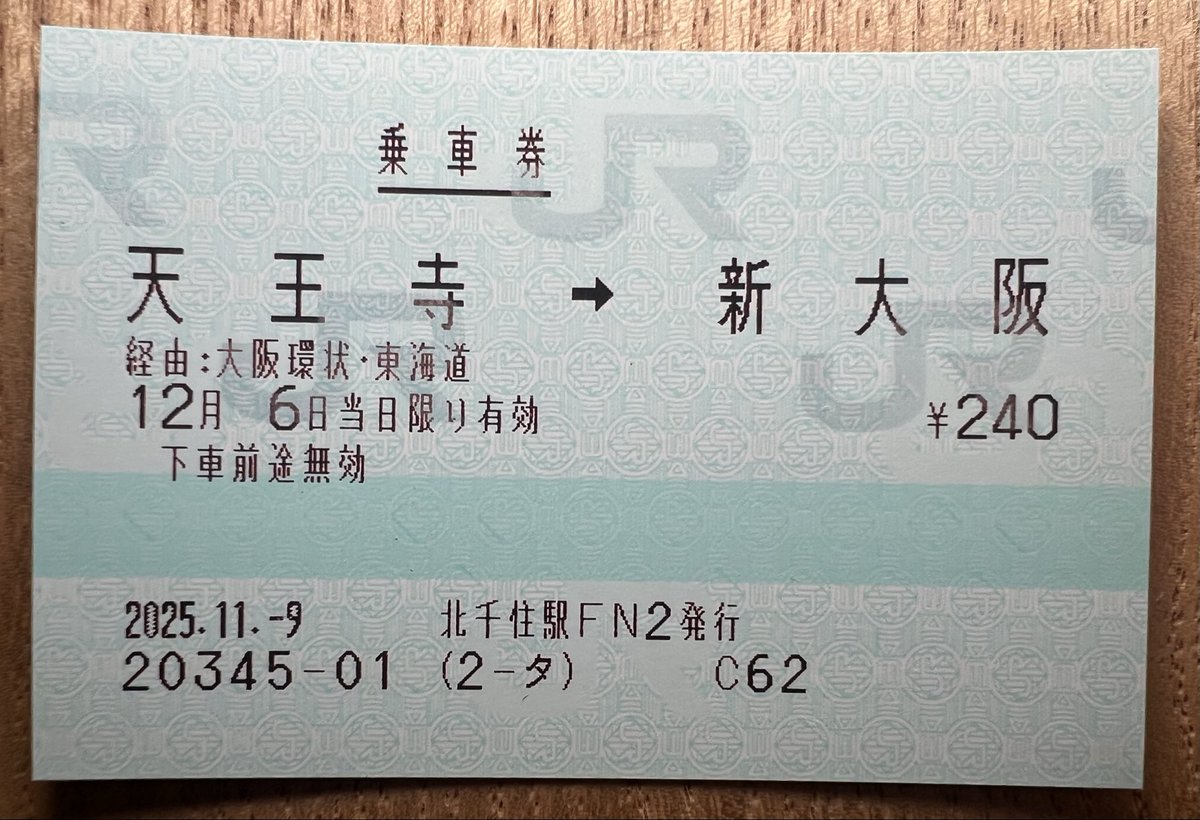 乗車券
天王寺 → 新大阪
経由:大阪環状・東海道
12月 6日当日限り有効 ¥240
下車前途無効
2025.11.-9 北千住駅FN2発行
20345-01 (2-タ) C62